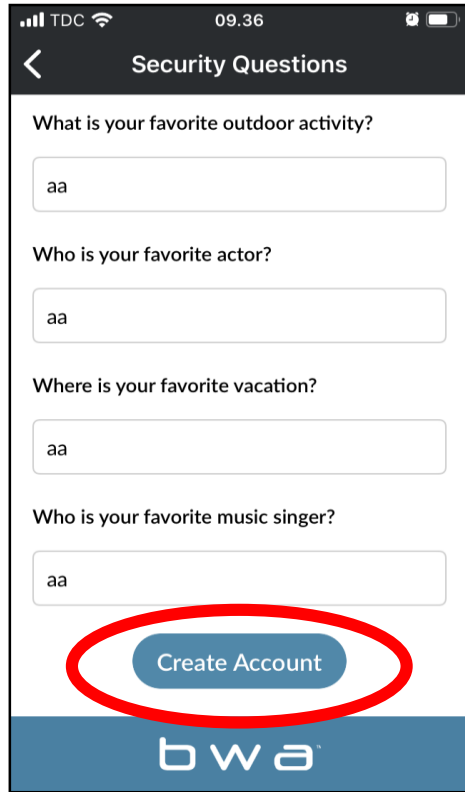 TDC 09.36
Security Questions
What is your favorite outdoor activity?
aa
Who is your favorite actor?
aa
Where is your favorite vacation?
aa
Who is your favorite music singer?
aa
Create Account
bwa